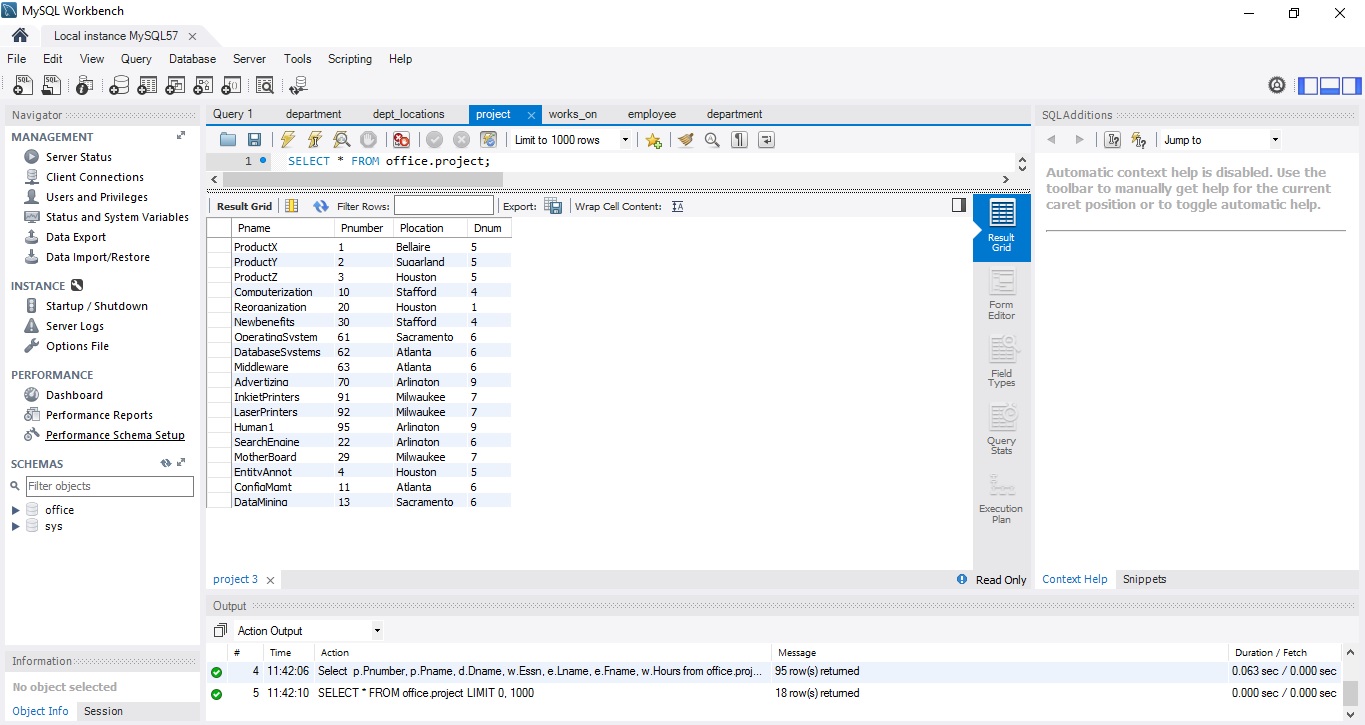 MySQL Workbench
Local instance MySQL57
File Edit View Query Database Server Tools Scripting Help
Navigator
MANAGEMENT
Server Status
Client Connections
Users and Privileges
Status and System Variables
Data Export
Data Import/Restore
INSTANCE
Startup / Shutdown
Server Logs
Options File
PERFORMANCE
Dashboard
Performance Reports
Performance Schema Setup
SCHEMAS
Filter objects
office
sys
Information
No object selected
Object Info Session
Query 1 department dept_locations project works_on employee department
Limit to 1000 rows
1 SELECT * FROM office.project;
Result Grid Filter Rows: Export: Wrap Cell Content:
Pname Pnumber Plocation Dnum
ProductX 1 Bellaire 5
ProductY 2 Sugarland 5
ProductZ 3 Houston 5
Computerization 10 Stafford 4
Reorganization 20 Houston 1
Newbenefits 30 Stafford 4
OperatingSystem 61 Sacramento 6
DatabaseSystems 62 Atlanta 6
Middleware 63 Atlanta 6
Advertizing 70 Arlington 9
InkjetPrinters 91 Milwaukee 7
LaserPrinters 92 Milwaukee 7
Human1 95 Arlington 9
SearchEngine 22 Arlington 6
MotherBoard 29 Milwaukee 7
EntityAnnot 4 Houston 5
ConfigMgmt 11 Atlanta 6
DataMining 13 Sacramento 6
Result
Grid
Form
Editor
Field
Types
Query
Stats
Execution
Plan
project 3
Read Only
SQLAdditions
Jump to
Automatic context help is disabled. Use the
toolbar to manually get help for the current
caret position or to toggle automatic help.
Context Help Snippets
Output
Action Output
# Time Action Message Duration / Fetch
4 11:42:06 Select p.Pnumber, p.Pname, d.Dname, w.Essn, e.Lname, e.Fname, w.Hours from office.proj... 95 row(s) returned 0.063 sec / 0.000 sec
5 11:42:10 SELECT * FROM office.project LIMIT 0, 1000 18 row(s) returned 0.000 sec / 0.000 sec